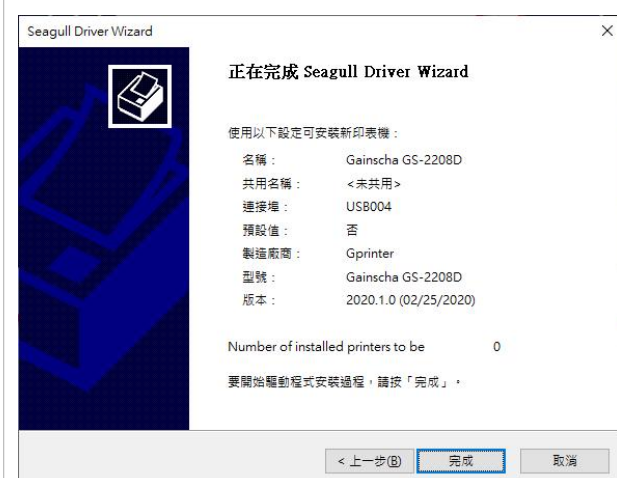 Seagull Driver Wizard
正在完成 Seagull Driver Wizard
使用以下設定可安裝新印表機：
名稱： Gainscha GS-2208D
共用名稱： <未共用>
連接埠： USB004
預設值： 否
製造廠商： Gprinter
型號： Gainscha GS-2208D
版本： 2020.1.0 (02/25/2020)
Number of installed printers to be 0
要開始驅動程式安裝過程，請按「完成」。
< 上一步(B) 完成 取消